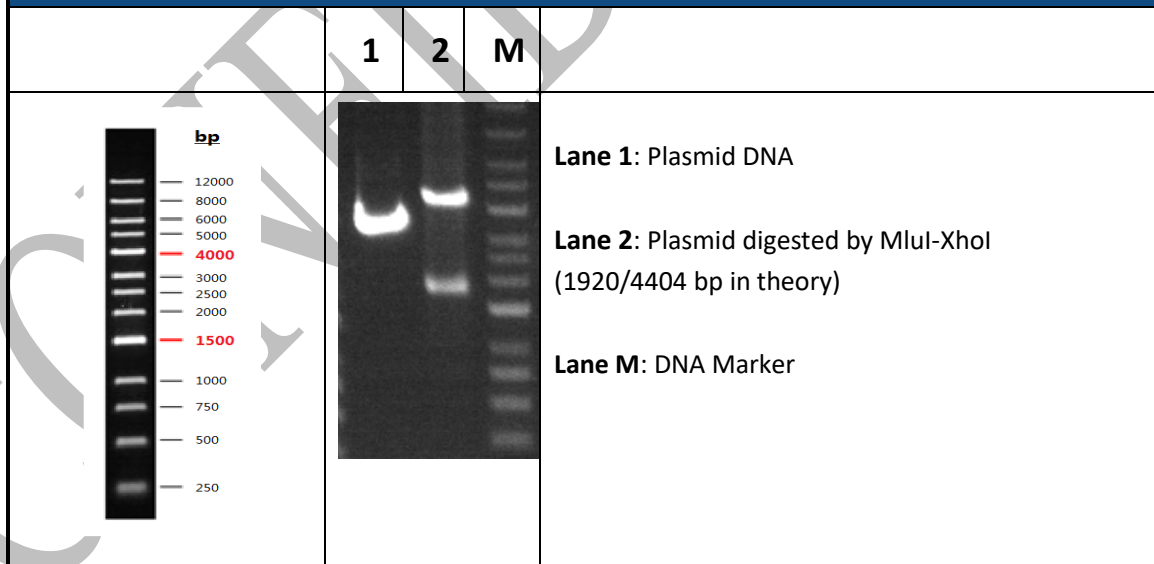 1 2 M
bp
12000
8000
6000
5000
4000
3000
2500
2000
1500
1000
750
500
250
Lane 1: Plasmid DNA
Lane 2: Plasmid digested by MluI-XhoI
(1920/4404 bp in theory)
Lane M: DNA Marker